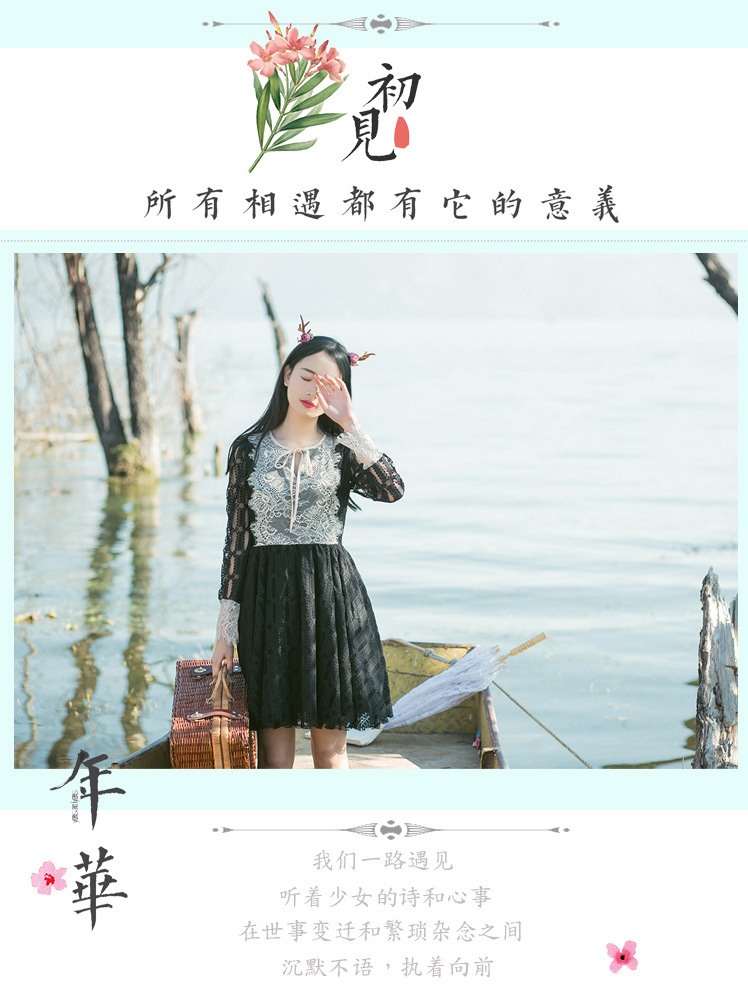 初見
所有相遇都有它的意義
年華
我们一路遇见
听着少女的诗和心事
在世事变迁和繁琐杂念之间
沉默不语，执着向前